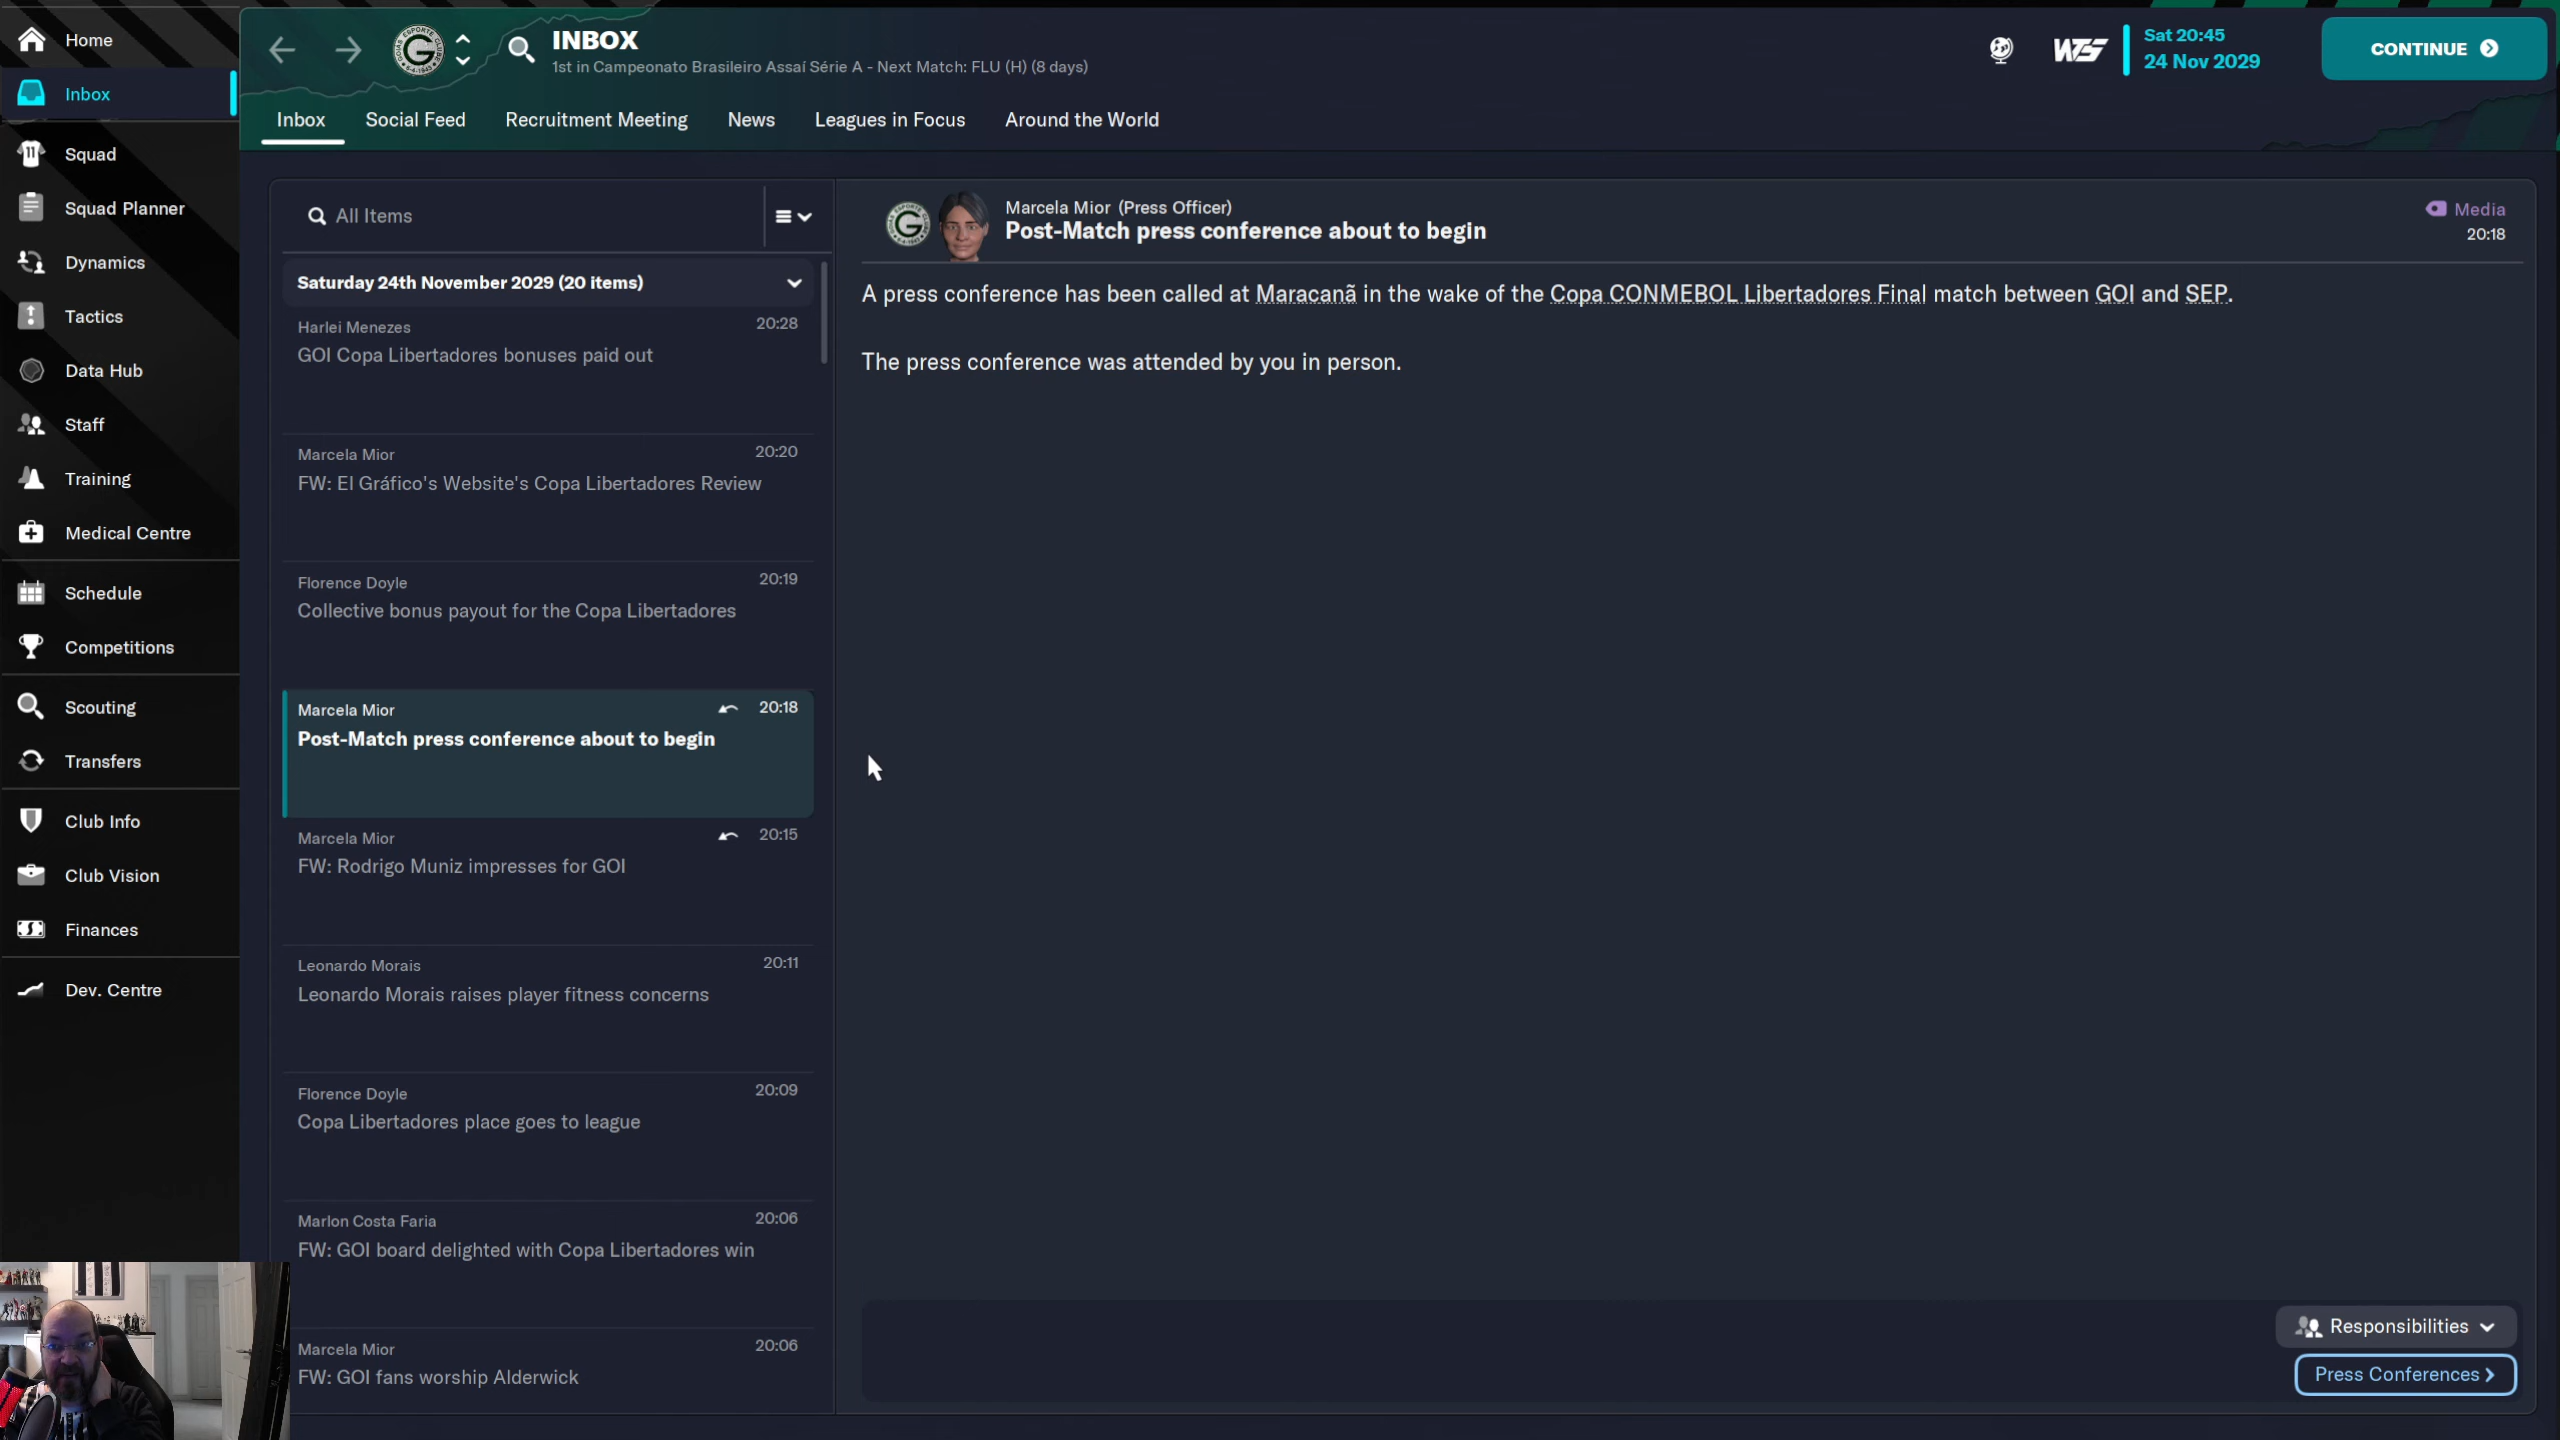 Home
Inbox
Squad
Squad Planner
Dynamics
Tactics
Data Hub
Staff
Training
Medical Centre
Schedule
Competitions
Scouting
Transfers
Club Info
Club Vision
Finances
Dev. Centre
INBOX
1st in Campeonato Brasileiro Assaí Série A - Next Match: FLU (H) (8 days)
Sat 20:45
24 Nov 2029
CONTINUE
Inbox
Social Feed
Recruitment Meeting
News
Leagues in Focus
Around the World
All Items
Saturday 24th November 2029 (20 items)
Harlei Menezes 20:28
GOI Copa Libertadores bonuses paid out
Marcela Mior 20:20
FW: El Gráfico's Website's Copa Libertadores Review
Florence Doyle 20:19
Collective bonus payout for the Copa Libertadores
Marcela Mior 20:18
Post-Match press conference about to begin
Marcela Mior 20:15
FW: Rodrigo Muniz impresses for GOI
Leonardo Morais 20:11
Leonardo Morais raises player fitness concerns
Florence Doyle 20:09
Copa Libertadores place goes to league
Marlon Costa Faria 20:06
FW: GOI board delighted with Copa Libertadores win
Marcela Mior 20:06
FW: GOI fans worship Alderwick
Marcela Mior (Press Officer)
Post-Match press conference about to begin
Media
20:18
A press conference has been called at Maracanã in the wake of the Copa CONMEBOL Libertadores Final match between GOI and SEP.
The press conference was attended by you in person.
Responsibilities
Press Conferences